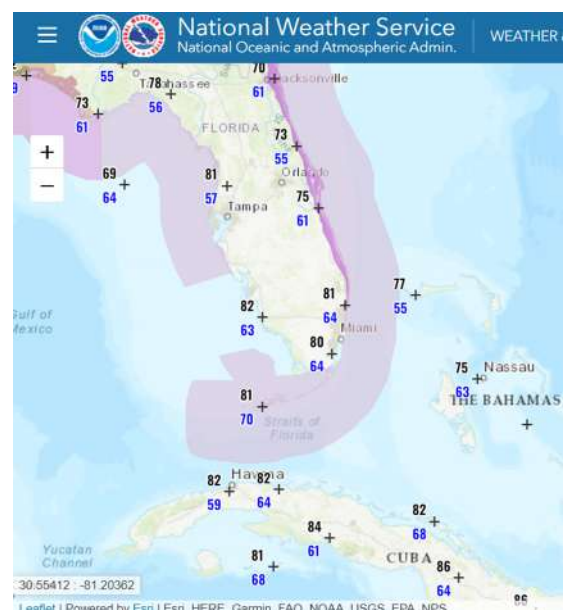 National Weather Service
National Oceanic and Atmospheric Admin.
WEATHER
NOAA
55
Tallahassee
78
56
70
Jacksonville
61
73
61
FLORIDA
73
55
69
64
81
57
Orlando
Tampa
75
61
+
−
Gulf of
Mexico
82
63
81
64
Miami
80
64
77
55
75
Nassau
63
THE BAHAMAS
81
70
Straits of
Florida
82
Havana
82
59
64
84
61
82
68
Yucatan
Channel
81
68
CUBA
86
64
86
30.55412 : -81.20362
Leaflet | Powered by Esri | Esri, HERE, Garmin, FAO, NOAA, USGS, EPA, NPS